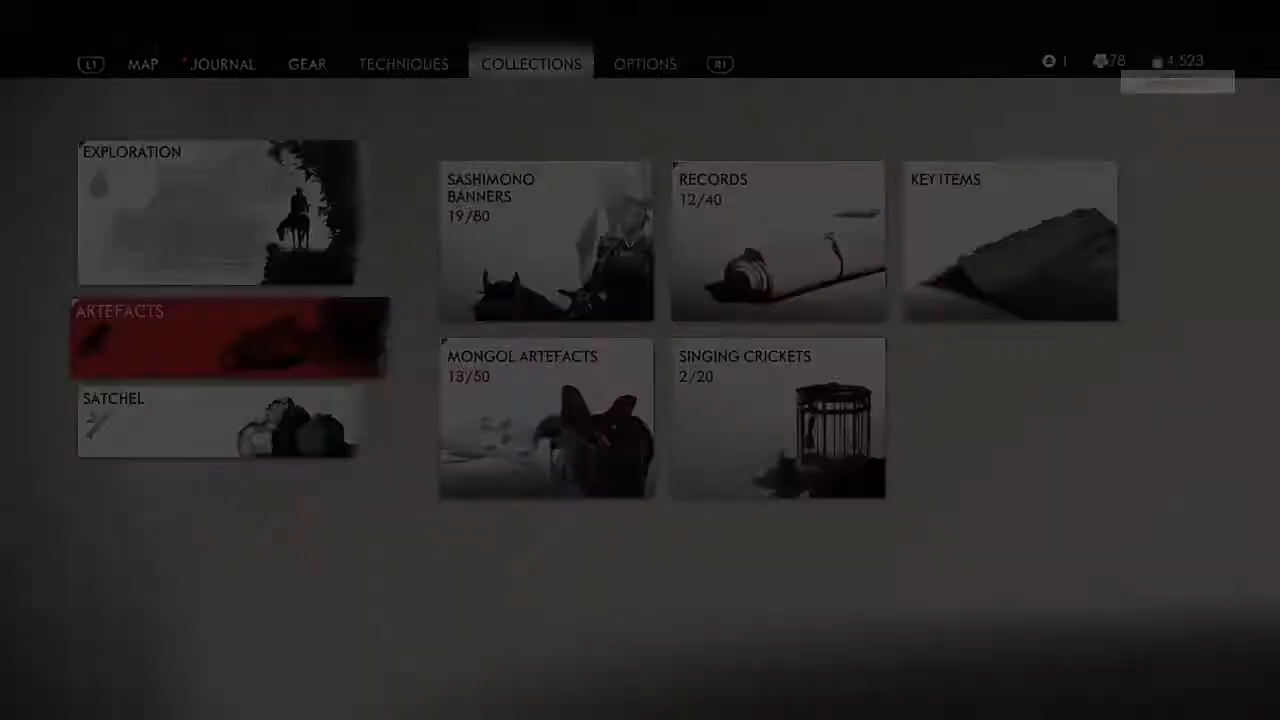 L1 MAP JOURNAL GEAR TECHNIQUES COLLECTIONS OPTIONS R1 1 78 4,523
EXPLORATION
ARTEFACTS
SATCHEL
SASHIMONO
BANNERS
19/80
RECORDS
12/40
KEY ITEMS
MONGOL ARTEFACTS
13/50
SINGING CRICKETS
2/20